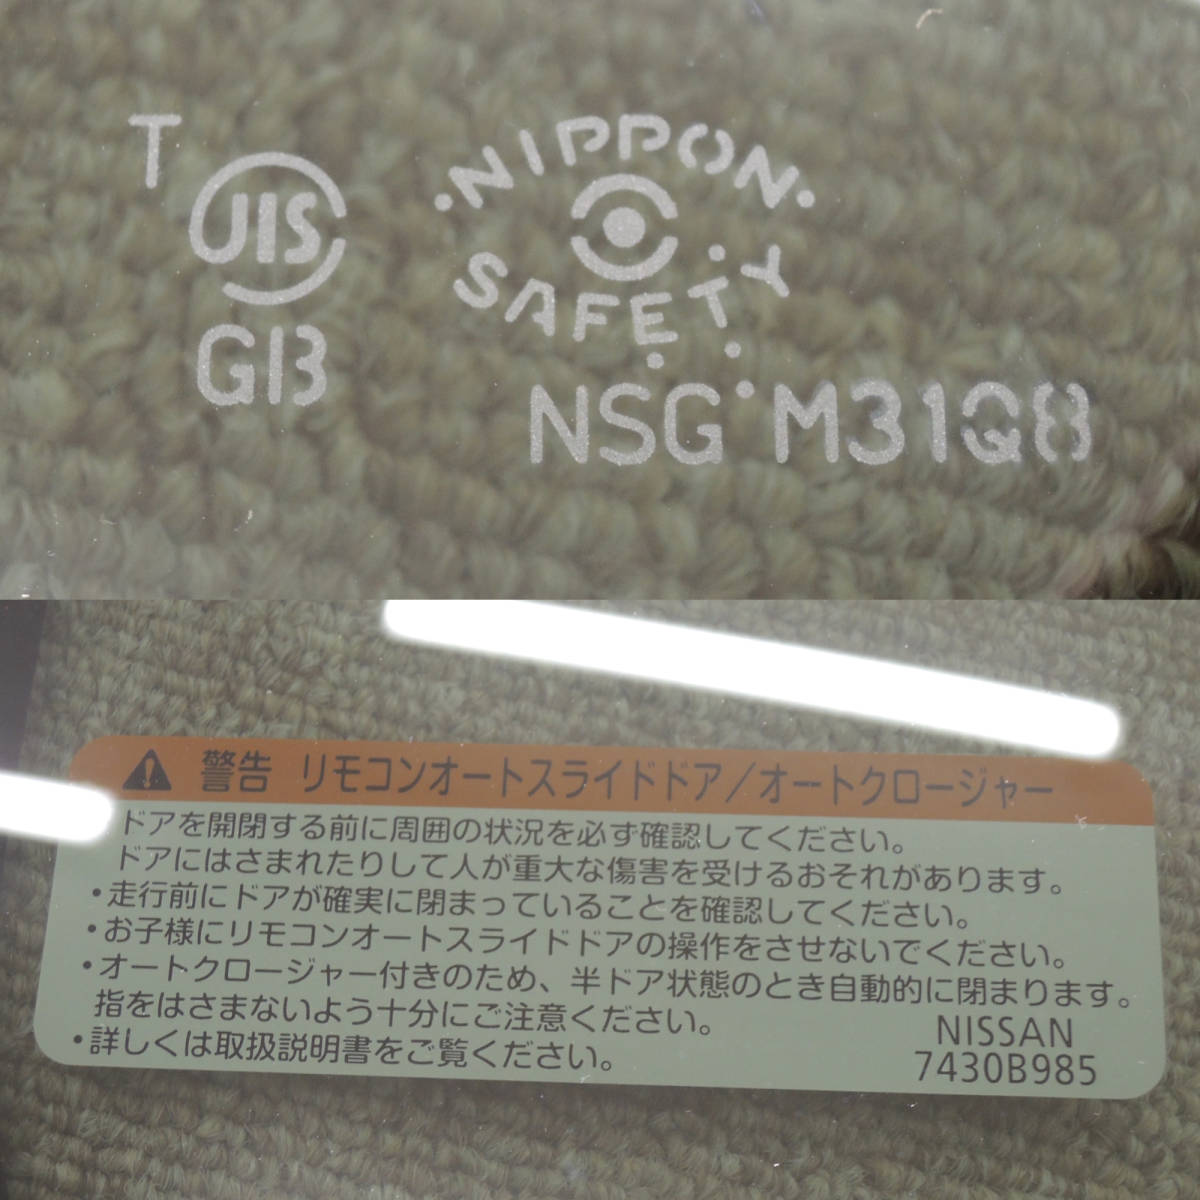 T
JIS
GB
NIPPON
SAFETY
NSG M31Q8
警告 リモコンオートスライドドア/オートクロージャー
ドアを開閉する前に周囲の状況を必ず確認してください。
ドアにはさまれたりして人が重大な傷害を受けるおそれがあります。
・走行前にドアが確実に閉まっていることを確認してください。
・お子様にリモコンオートスライドドアの操作をさせないでください。
・オートクロージャー付きのため、半ドア状態のとき自動的に閉まります。
指をはさまないよう十分にご注意ください。
・詳しくは取扱説明書をご覧ください。
NISSAN
7430B985